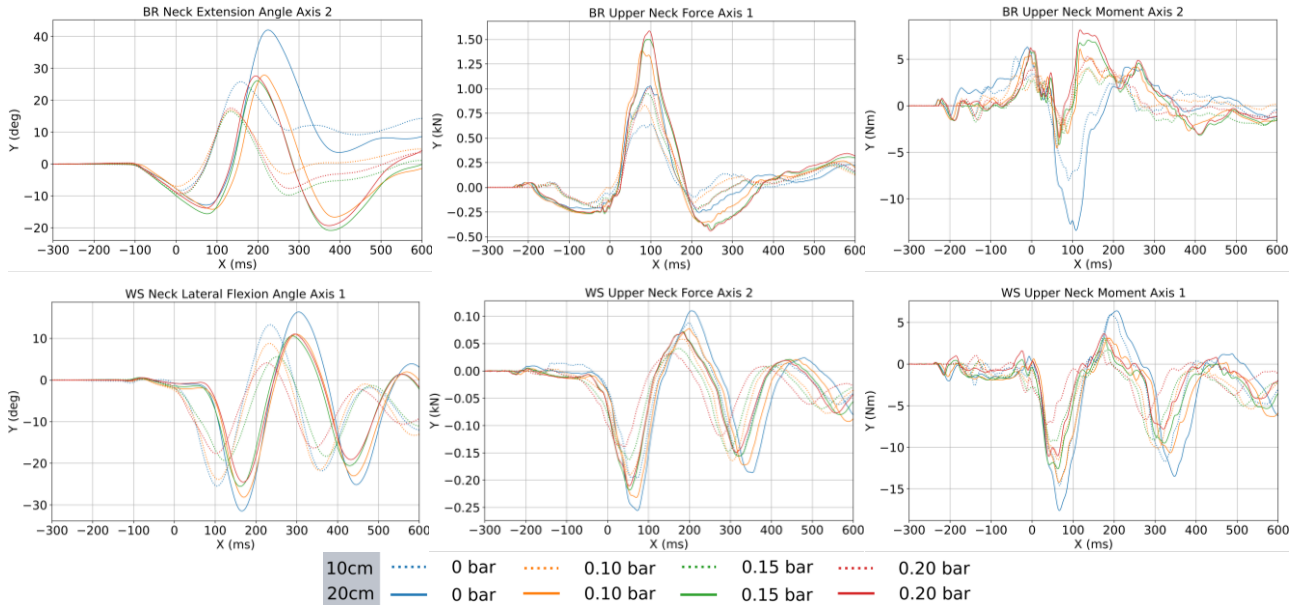 BR Neck Extension Angle Axis 2
Y (deg)
40
30
20
10
0
−10
−20
−300 −200 −100 0 100 200 300 400 500 600
X (ms)
BR Upper Neck Force Axis 1
Y (kN)
1.50
1.25
1.00
0.75
0.50
0.25
0.00
−0.25
−0.50
−300 −200 −100 0 100 200 300 400 500 600
X (ms)
BR Upper Neck Moment Axis 2
Y (Nm)
5
0
−5
−10
−300 −200 −100 0 100 200 300 400 500 600
X (ms)
WS Neck Lateral Flexion Angle Axis 1
Y (deg)
10
0
−10
−20
−30
−300 −200 −100 0 100 200 300 400 500 600
X (ms)
WS Upper Neck Force Axis 2
Y (kN)
0.10
0.05
0.00
−0.05
−0.10
−0.15
−0.20
−0.25
−300 −200 −100 0 100 200 300 400 500 600
X (ms)
WS Upper Neck Moment Axis 1
Y (Nm)
5
0
−5
−10
−15
−300 −200 −100 0 100 200 300 400 500 600
X (ms)
10cm 0 bar 0.10 bar 0.15 bar 0.20 bar
20cm 0 bar 0.10 bar 0.15 bar 0.20 bar